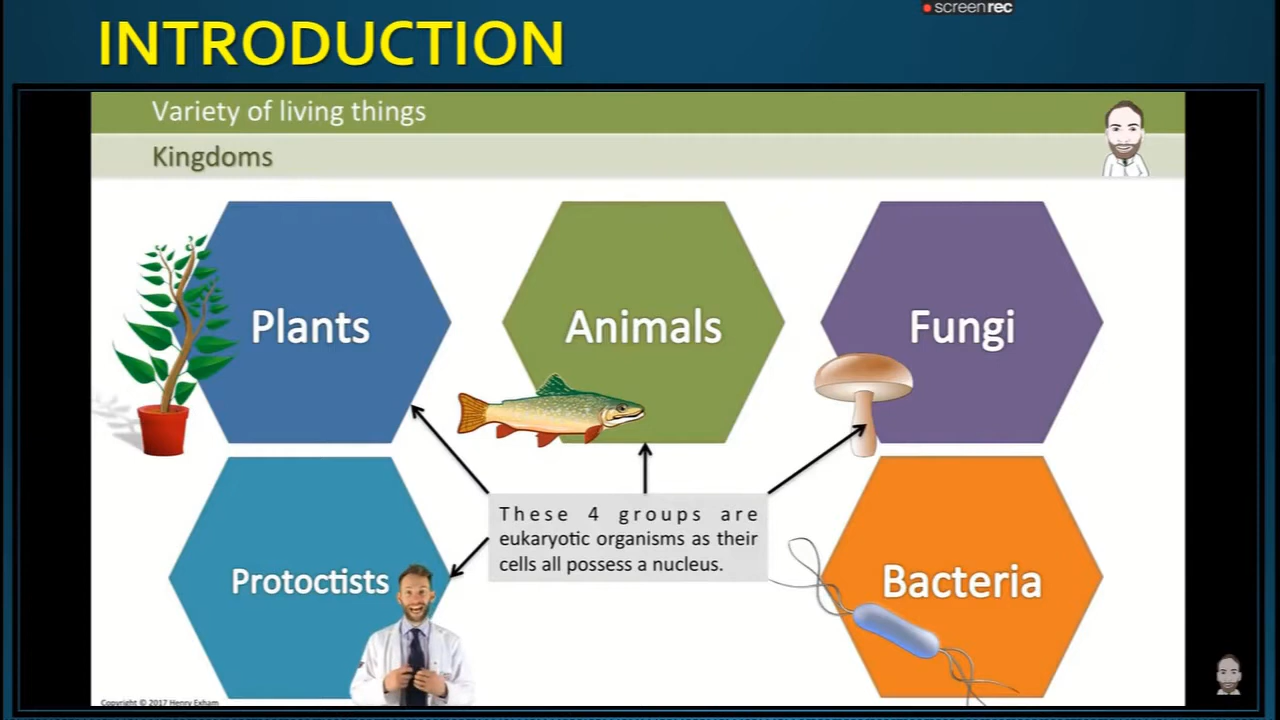 screenrec
INTRODUCTION
Variety of living things
Kingdoms
Plants
Animals
Fungi
These 4 groups are
eukaryotic organisms as their
cells all possess a nucleus.
Protoctists
Bacteria
Copyright © 2017 Henry Exham